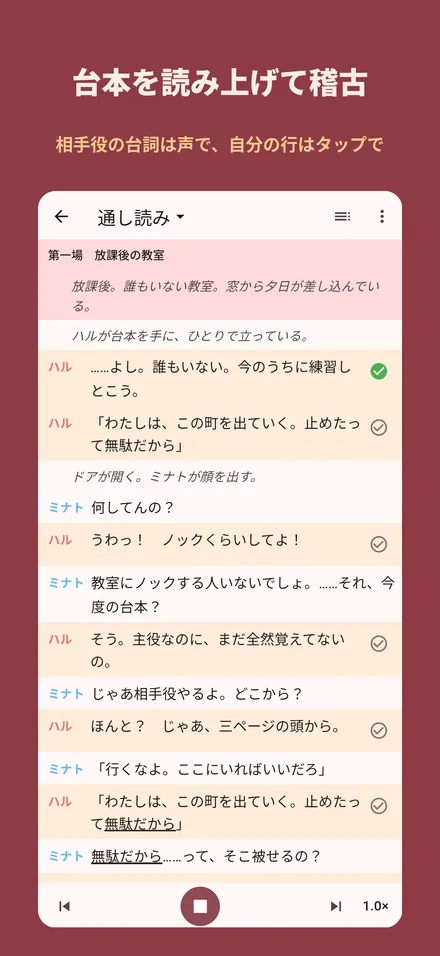 台本を読み上げて稽古
相手役の台詞は声で、自分の行はタップで
通し読み
第一場　放課後の教室
放課後。誰もいない教室。窓から夕日が差し込んでい
る。
ハルが台本を手に、ひとりで立っている。
ハル ……よし。誰もいない。今のうちに練習し
とこう。
ハル 「わたしは、この町を出ていく。止めたっ
て無駄だから」
ドアが開く。ミナトが顔を出す。
ミナト 何してんの？
ハル うわっ！　ノックくらいしてよ！
ミナト 教室にノックする人いないでしょ。……それ、今
度の台本？
ハル そう。主役なのに、まだ全然覚えてない
の。
ミナト じゃあ相手役やるよ。どこから？
ハル ほんと？　じゃあ、三ページの頭から。
ミナト 「行くなよ。ここにいればいいだろ」
ハル 「わたしは、この町を出ていく。止めたっ
て無駄だから」
ミナト 無駄だから……って、そこ被せるの？
1.0×